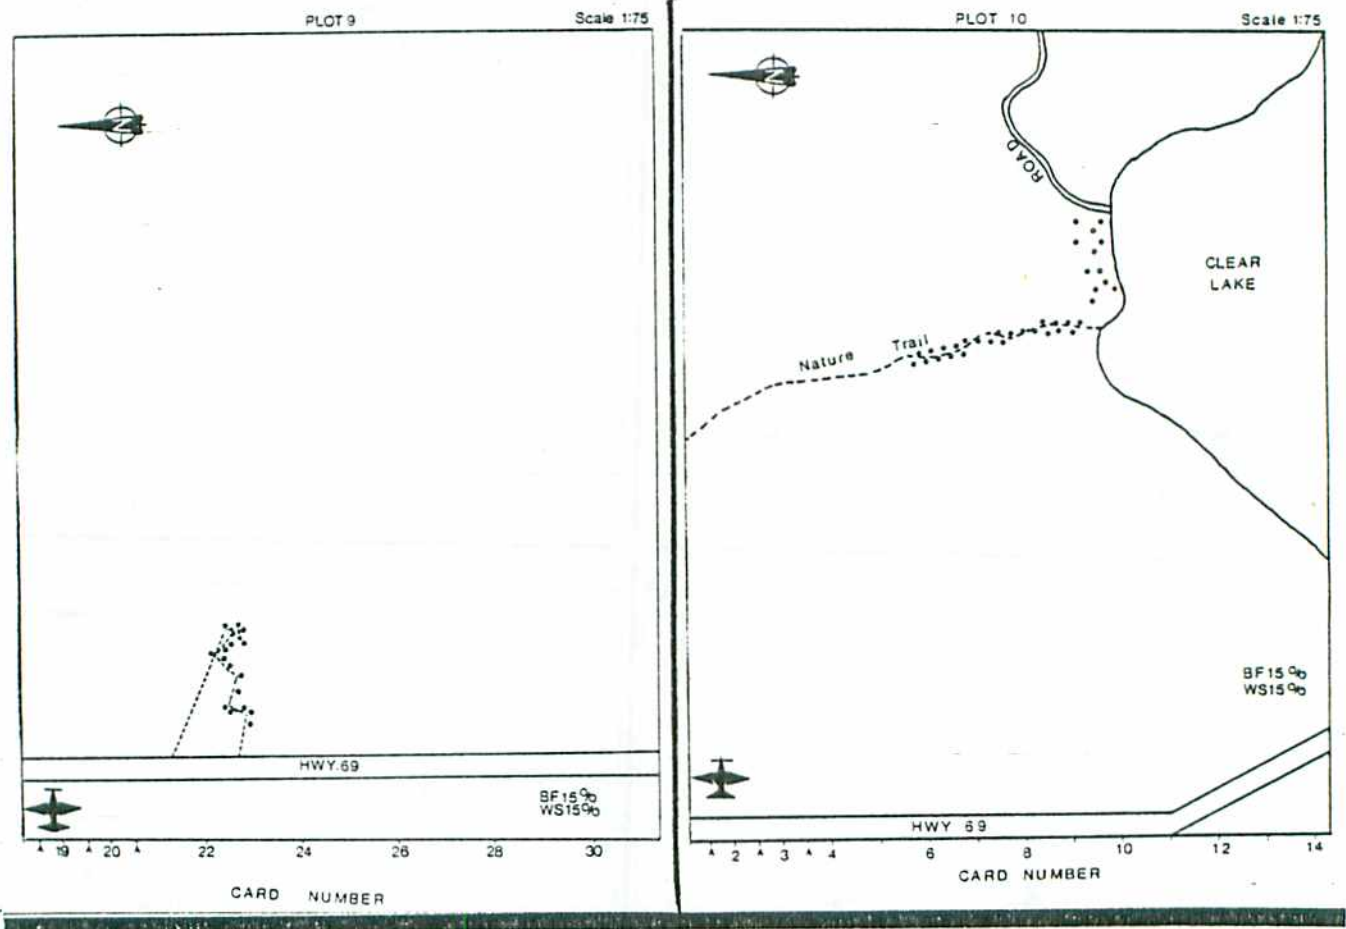 PLOT 9 Scale 1:75
N
HWY. 69
BF15%
WS15%
19 20 22 24 26 28 30
CARD NUMBER
PLOT 10 Scale 1:75
N
ROAD
CLEAR
LAKE
Nature Trail
BF15%
WS15%
HWY 69
2 3 4 6 8 10 12 14
CARD NUMBER